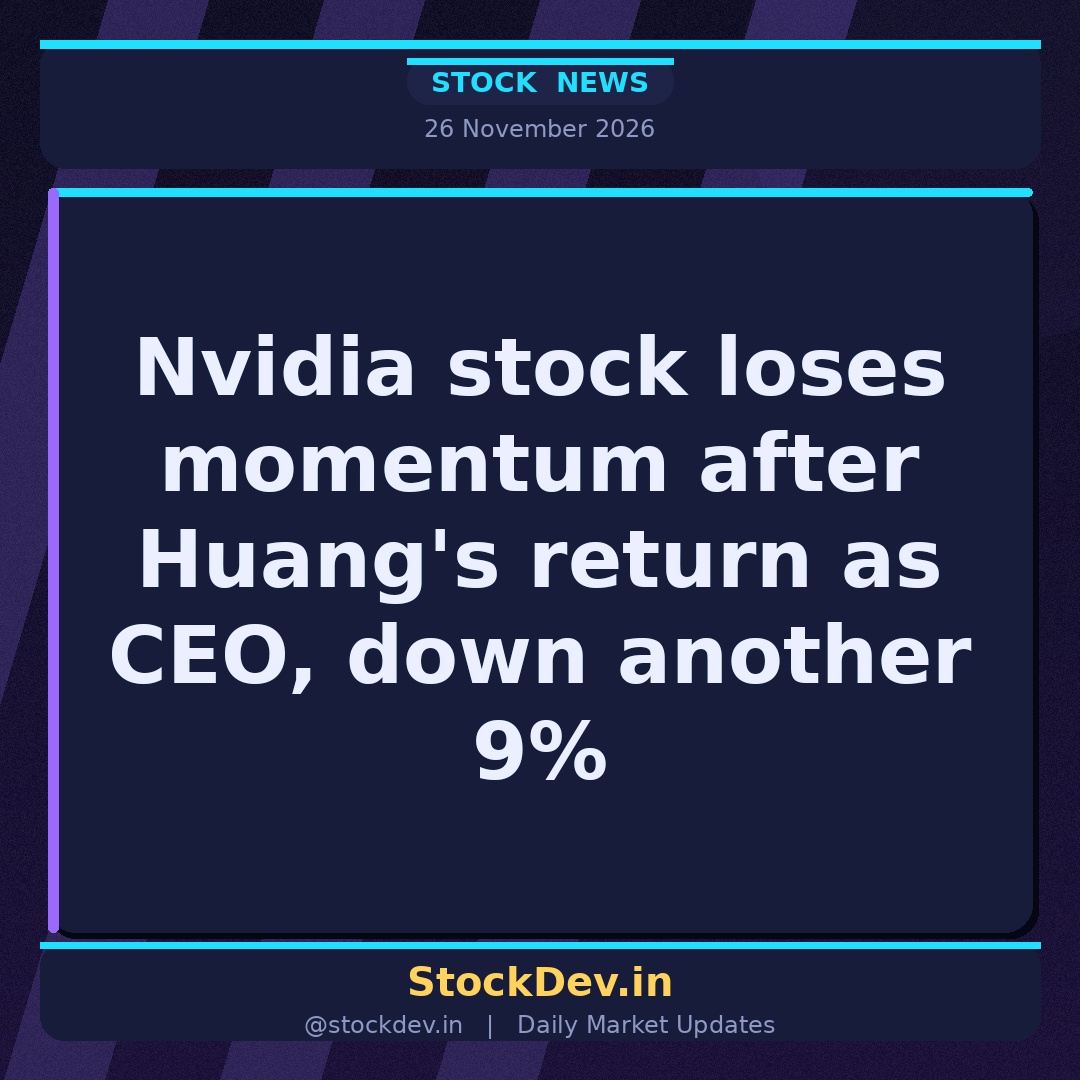 STOCK NEWS
26 November 2026
Nvidia stock loses
momentum after
Huang's return as
CEO, down another
9%
StockDev.in
@stockdev.in | Daily Market Updates